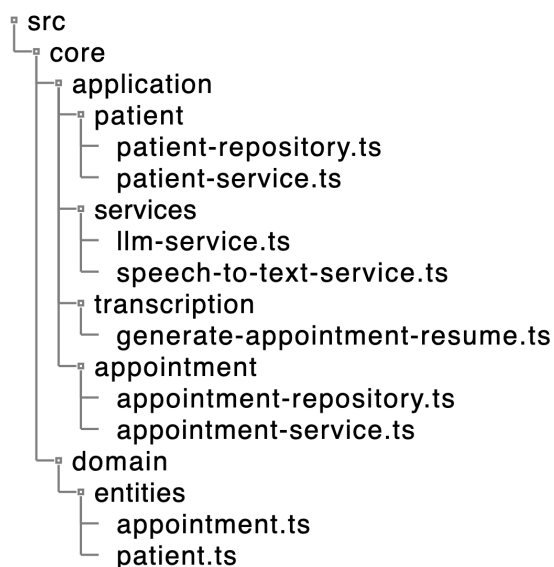 src
core
application
patient
patient-repository.ts
patient-service.ts
services
llm-service.ts
speech-to-text-service.ts
transcription
generate-appointment-resume.ts
appointment
appointment-repository.ts
appointment-service.ts
domain
entities
appointment.ts
patient.ts